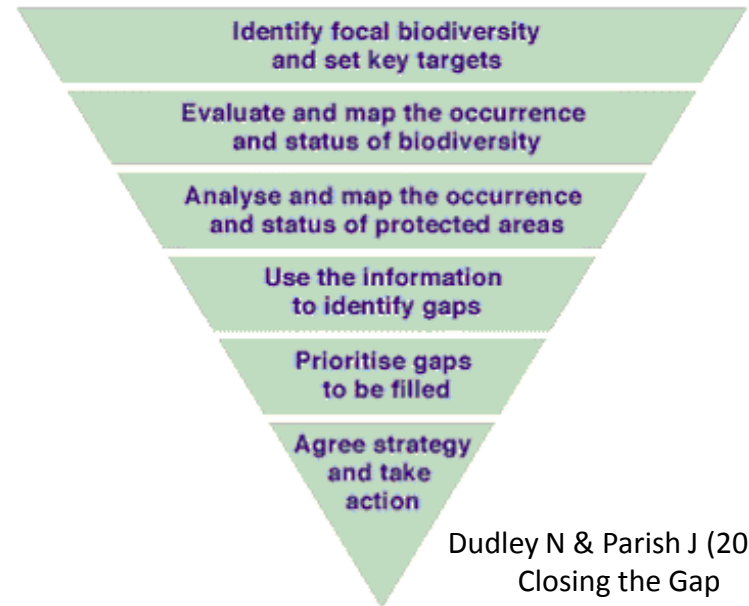 Identify focal biodiversity
and set key targets
Evaluate and map the occurrence
and status of biodiversity
Analyse and map the occurrence
and status of protected areas
Use the information
to identify gaps
Prioritise gaps
to be filled
Agree strategy
and take
action
Dudley N & Parish J (20
Closing the Gap